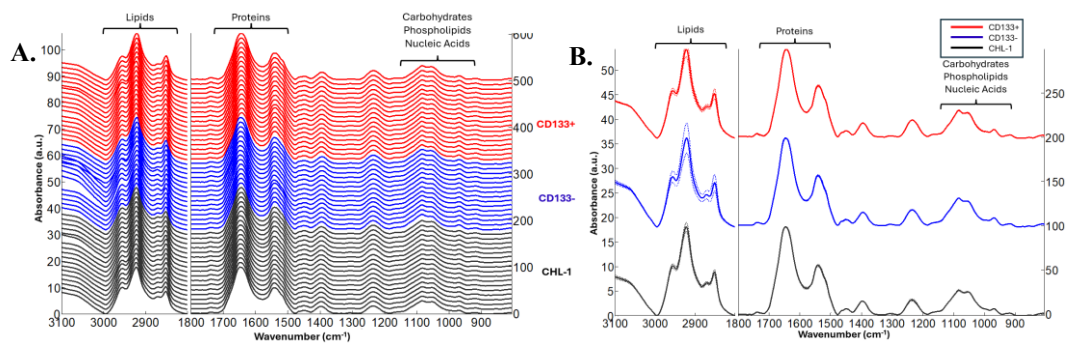 A.
Lipids
Proteins
Carbohydrates
Phospholipids
Nucleic Acids
Absorbance (a.u.)
100
90
80
70
60
50
40
30
20
10
0
600
500
400
300
200
100
0
CD133+
CD133-
CHL-1
3100 3000 2900 1800 1700 1600 1500 1400 1300 1200 1100 1000 900
Wavenumber (cm-1)
B.
Lipids
Proteins
CD133+
CD133-
CHL-1
Carbohydrates
Phospholipids
Nucleic Acids
Absorbance (a.u.)
50
45
40
35
30
25
20
15
10
5
0
250
200
150
100
50
0
3100 3000 2900 1800 1700 1600 1500 1400 1300 1200 1100 1000 900
Wavenumber (cm-1)